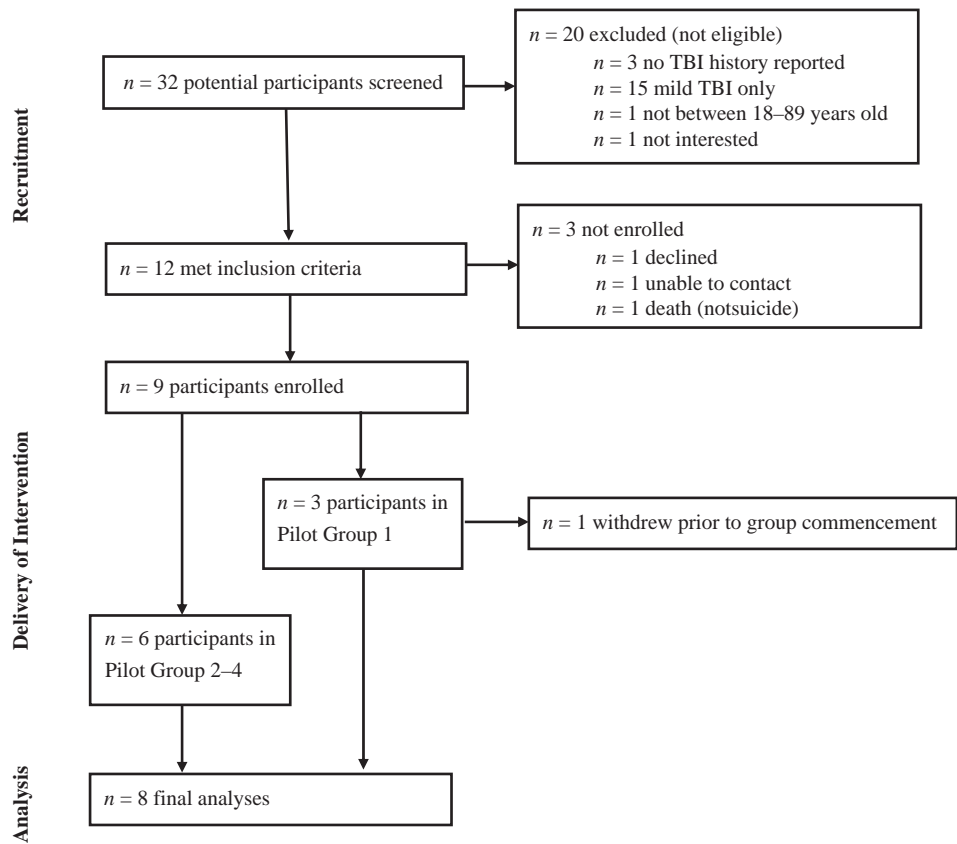 Recruitment
n = 32 potential participants screened
n = 20 excluded (not eligible)
n = 3 no TBI history reported
n = 15 mild TBI only
n = 1 not between 18–89 years old
n = 1 not interested
n = 12 met inclusion criteria
n = 3 not enrolled
n = 1 declined
n = 1 unable to contact
n = 1 death (notsuicide)
n = 9 participants enrolled
Delivery of Intervention
n = 3 participants in
Pilot Group 1
n = 1 withdrew prior to group commencement
n = 6 participants in
Pilot Group 2–4
Analysis
n = 8 final analyses